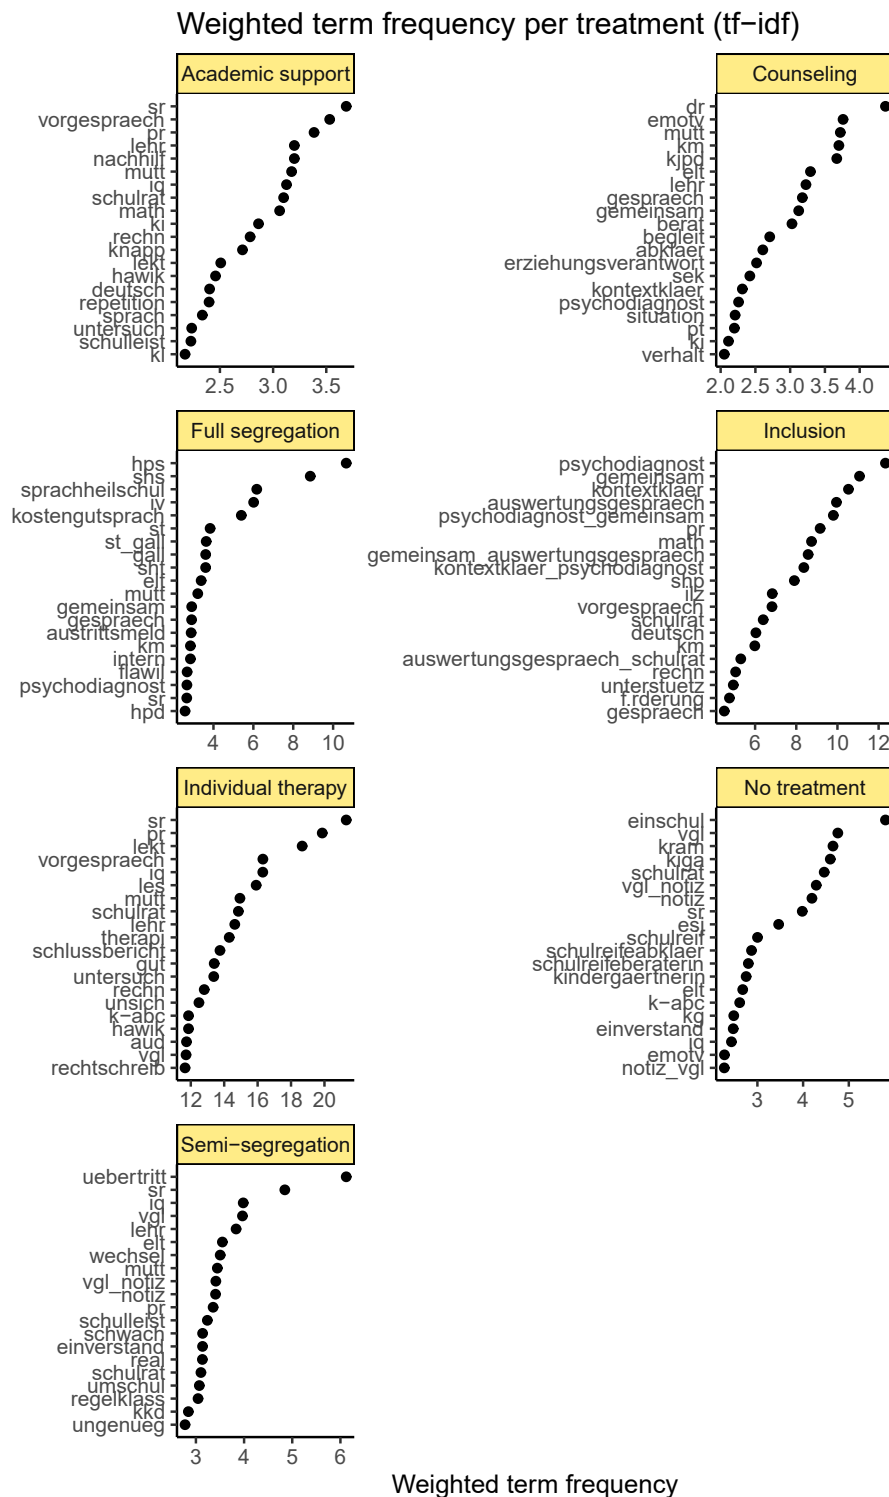 Weighted term frequency per treatment (tf−idf)
Academic support
sr
vorgespraech
pr
lehr
nachhilf
mutt
iq
schulrat
math
ki
rechn
knapp
lekt
hawik
deutsch
repetition
sprach
untersuch
schulleist
kl
2.5 3.0 3.5
Counseling
dr
emotv
mutt
km
kjpd
elt
lehr
gespraech
gemeinsam
berat
begleit
abklaer
erziehungsverantwort
sek
kontextklaer
psychodiagnost
situation
pt
ki
verhalt
2.0 2.5 3.0 3.5 4.0
Full segregation
hps
shs
sprachheilschul
iv
kostengutsprach
st
st_gall
gall
sht
elt
mutt
gemeinsam
gespraech
austrittsmeld
km
intern
flawil
psychodiagnost
sr
hpd
4 6 8 10
Inclusion
psychodiagnost
gemeinsam
kontextklaer
auswertungsgespraech
psychodiagnost_gemeinsam
pr
math
gemeinsam_auswertungsgespraech
kontextklaer_psychodiagnost
shp
ilz
vorgespraech
schulrat
deutsch
km
auswertungsgespraech_schulrat
rechn
unterstuetz
f.rderung
gespraech
6 8 10 12
Individual therapy
sr
pr
lekt
vorgespraech
iq
les
mutt
schulrat
lehr
therapi
schlussbericht
gut
untersuch
rechn
unsich
k−abc
hawik
aud
vgl
rechtschreib
12 14 16 18 20
No treatment
einschul
vgl
kram
kiga
schulrat
vgl_notiz
notiz
sr
esi
schulreif
schulreifeabklaer
schulreifeberaterin
kindergaertnerin
elt
k−abc
kg
einverstand
iq
emotv
notiz_vgl
3 4 5
Semi−segregation
uebertritt
sr
iq
vgl
lehr
elt
wechsel
mutt
vgl_notiz
notiz
pr
schulleist
schwach
einverstand
real
schulrat
umschul
regelklass
kkd
ungenueg
3 4 5 6
Weighted term frequency